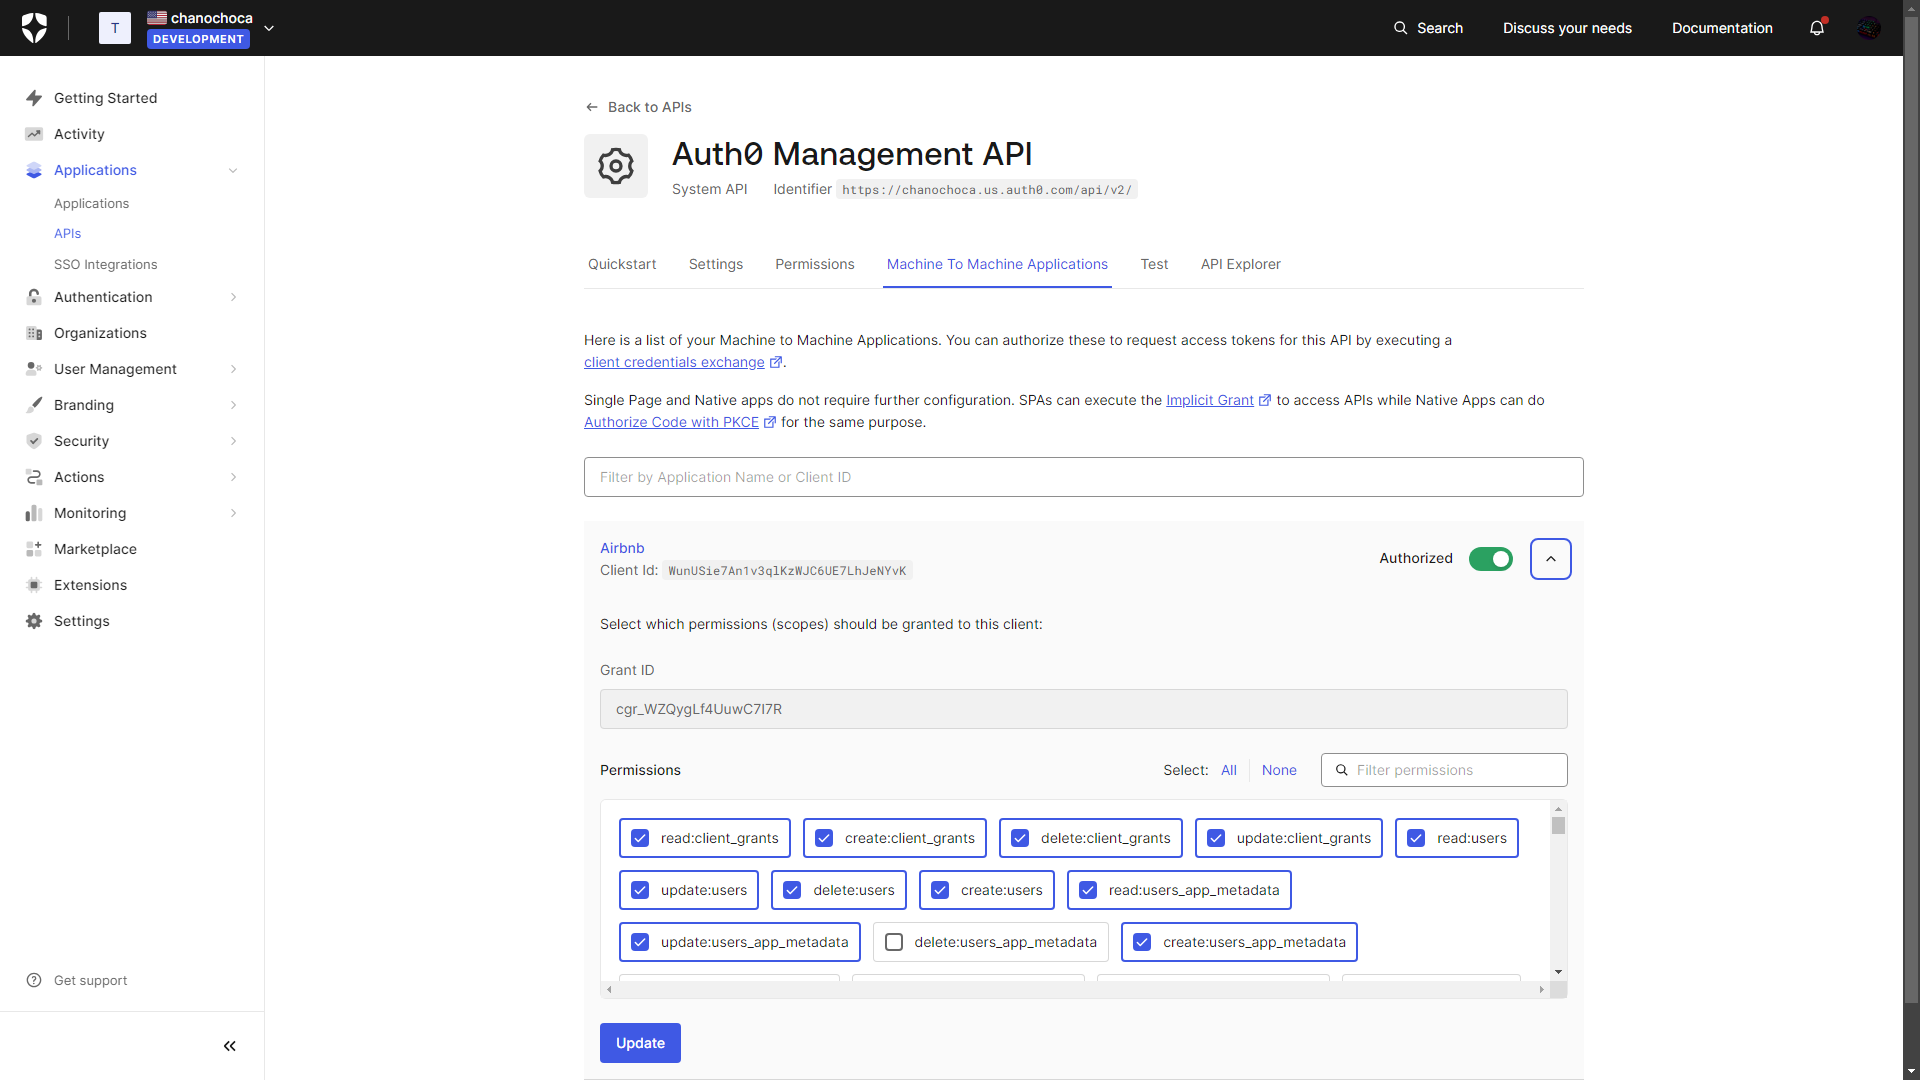 T
chanochoca
DEVELOPMENT
Search
Discuss your needs
Documentation
Getting Started
Activity
Applications
Applications
APIs
SSO Integrations
Authentication
Organizations
User Management
Branding
Security
Actions
Monitoring
Marketplace
Extensions
Settings
Get support
Back to APIs
Auth0 Management API
System API Identifier https://chanochoca.us.auth0.com/api/v2/
Quickstart Settings Permissions Machine To Machine Applications Test API Explorer
Here is a list of your Machine to Machine Applications. You can authorize these to request access tokens for this API by executing a
client credentials exchange.
Single Page and Native apps do not require further configuration. SPAs can execute the Implicit Grant to access APIs while Native Apps can do
Authorize Code with PKCE for the same purpose.
Filter by Application Name or Client ID
Airbnb
Client Id: WunUSie7An1v3qlKzWJC6UE7LhJeNYvK
Authorized
Select which permissions (scopes) should be granted to this client:
Grant ID
cgr_WZQygLf4UuwC7I7R
Permissions
Select: All None
Filter permissions
read:client_grants create:client_grants delete:client_grants update:client_grants read:users
update:users delete:users create:users read:users_app_metadata
update:users_app_metadata delete:users_app_metadata create:users_app_metadata
Update